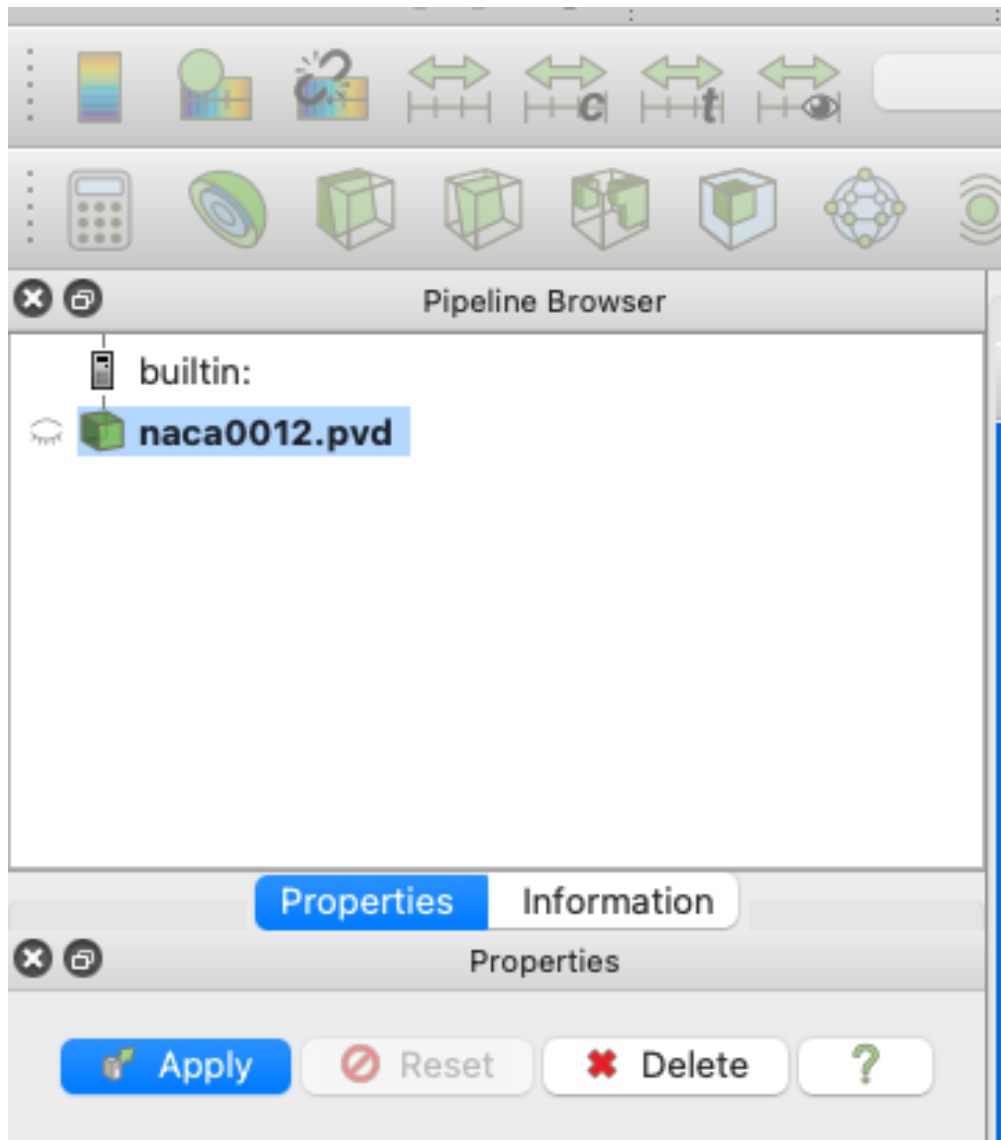 c
t
Pipeline Browser
builtin:
naca0012.pvd
Properties Information
Properties
Apply Reset Delete ?